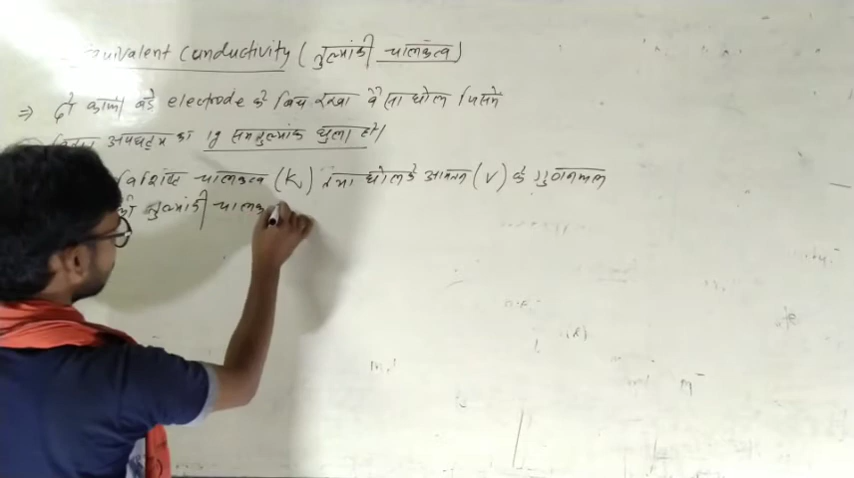 Equivalent Conductivity (तुल्यांकी चालकत्व)
⇒ दो electrode के बिच रखा वैसा घोल जिसमें
अपघट्य का 1g समतुल्यांक घुला हो।
विशिष्ट चालकत्व (K) तथा घोल के आयतन (V) के गुणनफल
को तुल्यांकी चालक